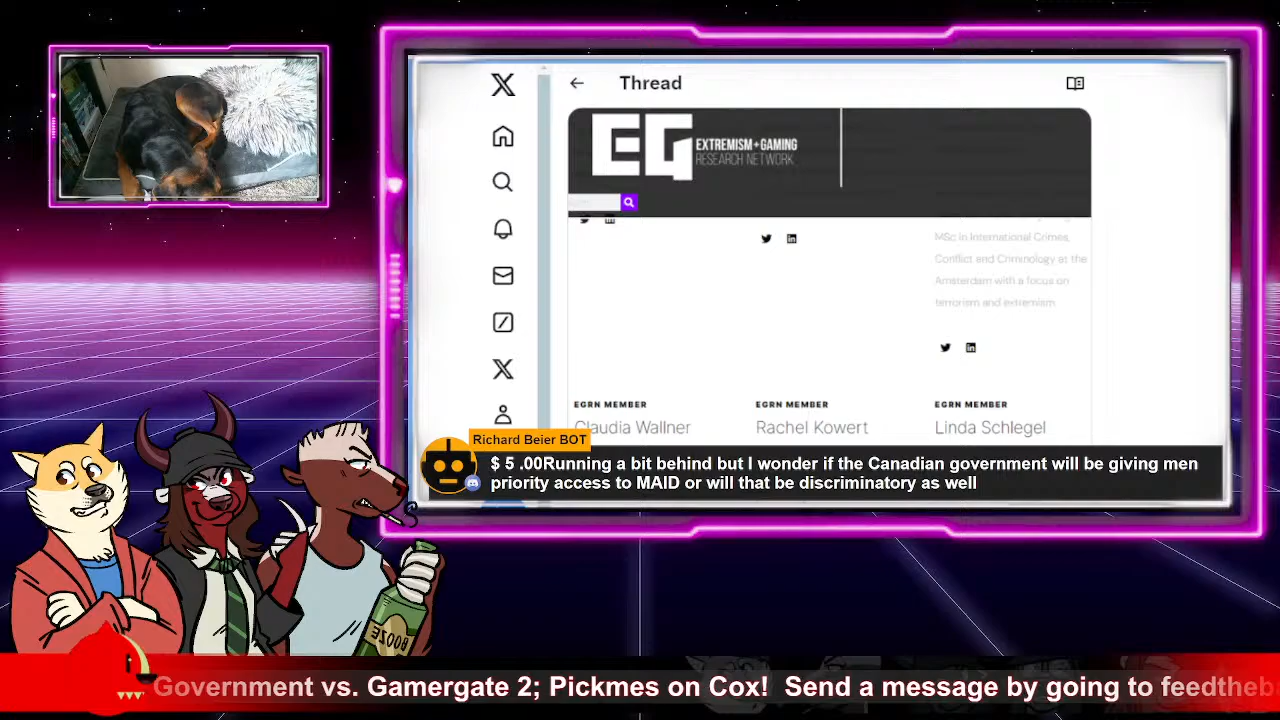 Thread
EG EXTREMISM+GAMING
RESEARCH NETWORK
MSc in International Crimes,
Conflict and Criminology at the
Amsterdam with a focus on
terrorism and extremism
EGRN MEMBER
Claudia Wallner
EGRN MEMBER
Rachel Kowert
EGRN MEMBER
Linda Schlegel
Richard Beier BOT
$ 5 .00Running a bit behind but I wonder if the Canadian government will be giving men
priority access to MAID or will that be discriminatory as well
BOOZE
Government vs. Gamergate 2; Pickmes on Cox! Send a message by going to feedtheba